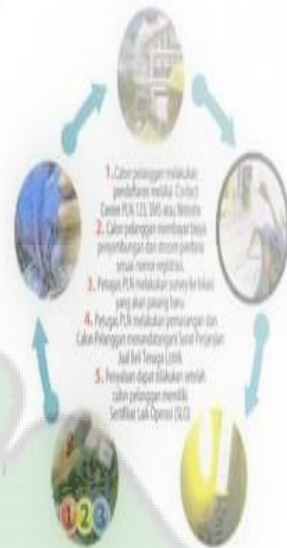 1. Calon pelanggan melakukan
pendaftaran melalui Contact
Center PLN 123, SMS atau Website
2. Calon pelanggan membayar biaya
penyambungan dan stroom perdana
sesuai nomor registrasi.
3. Petugas PLN melakukan survey ke lokasi
yang akan pasang baru.
4. Petugas PLN melakukan pemasangan dan
Calon Pelanggan menandatangani Surat Perjanjian
Jual Beli Tenaga Listrik
5. Penyalaan dapat dilakukan setelah
calon pelanggan memiliki
Sertifikat Laik Operasi (SLO)
1 2 3